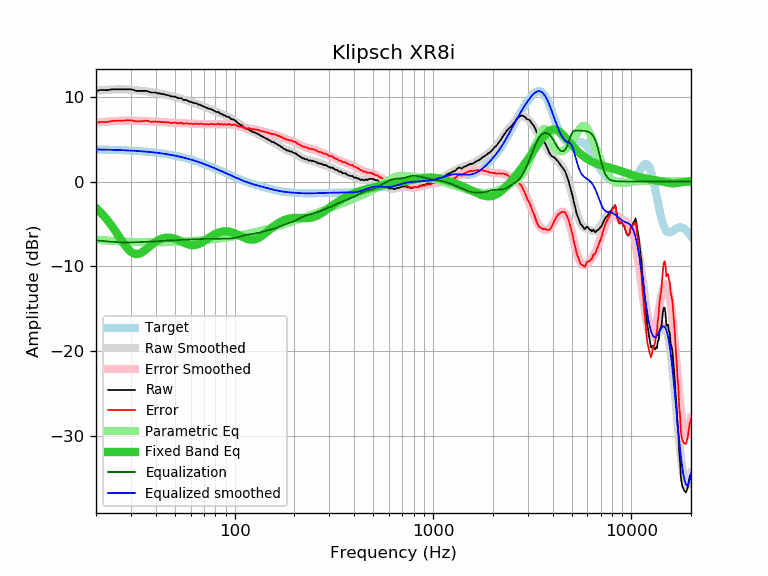 Klipsch XR8i
10
0
−10
−20
−30
Amplitude (dBr)
Target
Raw Smoothed
Error Smoothed
Raw
Error
Parametric Eq
Fixed Band Eq
Equalization
Equalized smoothed
100
1000
10000
Frequency (Hz)